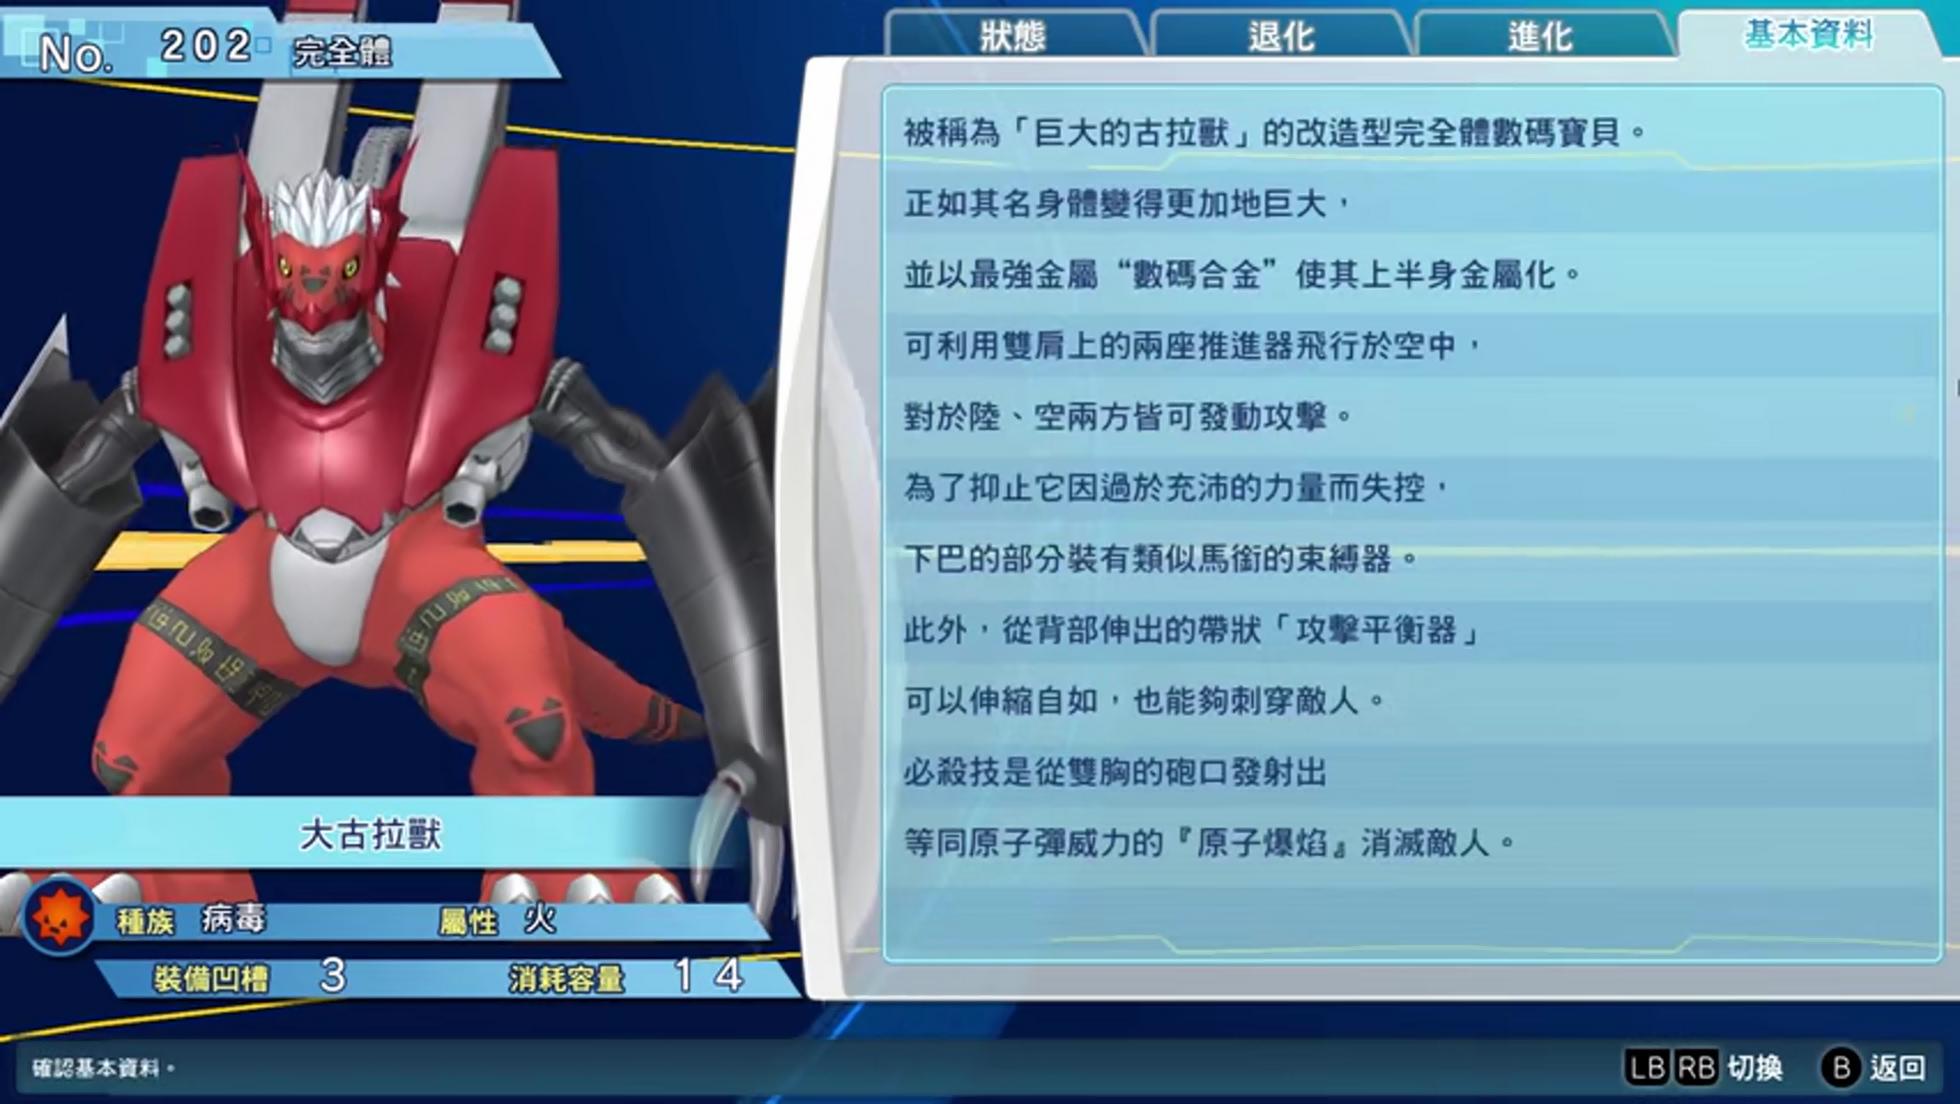 No. 202 完全體
狀態
退化
進化
基本資料
被稱為「巨大的古拉獸」的改造型完全體數碼寶貝。
正如其名身體變得更加地巨大，
並以最強金屬“數碼合金”使其上半身金屬化。
可利用雙肩上的兩座推進器飛行於空中，
對於陸、空兩方皆可發動攻擊。
為了抑止它因過於充沛的力量而失控，
下巴的部分裝有類似馬銜的束縛器。
此外，從背部伸出的帶狀「攻擊平衡器」
可以伸縮自如，也能夠刺穿敵人。
必殺技是從雙胸的砲口發射出
等同原子彈威力的『原子爆焰』消滅敵人。
大古拉獸
種族 病毒 屬性 火
裝備凹槽 3 消耗容量 14
確認基本資料。
LB RB 切換 B 返回